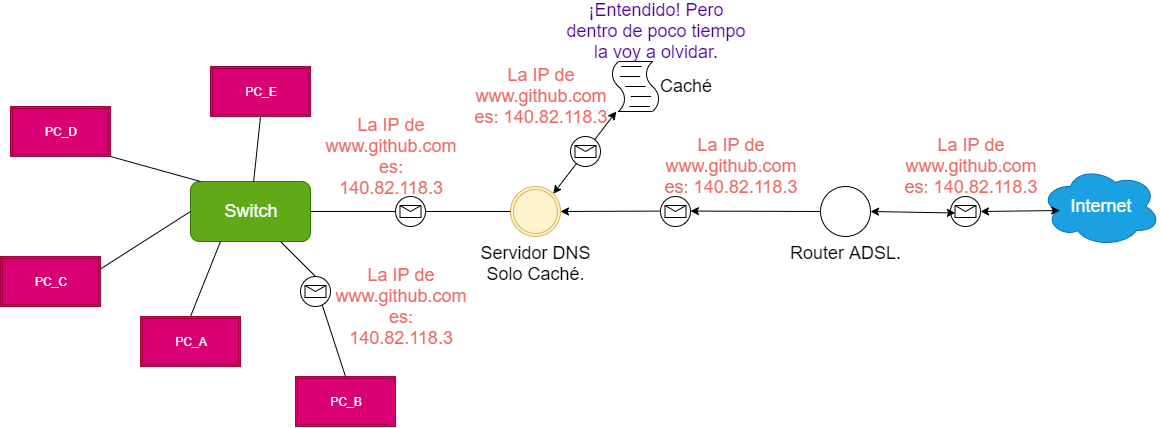 ¡Entendido! Pero
dentro de poco tiempo
la voy a olvidar.
La IP de
www.github.com
es: 140.82.118.3
Caché
PC_E
PC_D
La IP de
www.github.com
es:
140.82.118.3
La IP de
www.github.com
es: 140.82.118.3
La IP de
www.github.com
es: 140.82.118.3
Switch
Internet
Servidor DNS
Solo Caché.
Router ADSL.
PC_C
La IP de
www.github.com
es:
140.82.118.3
PC_A
PC_B